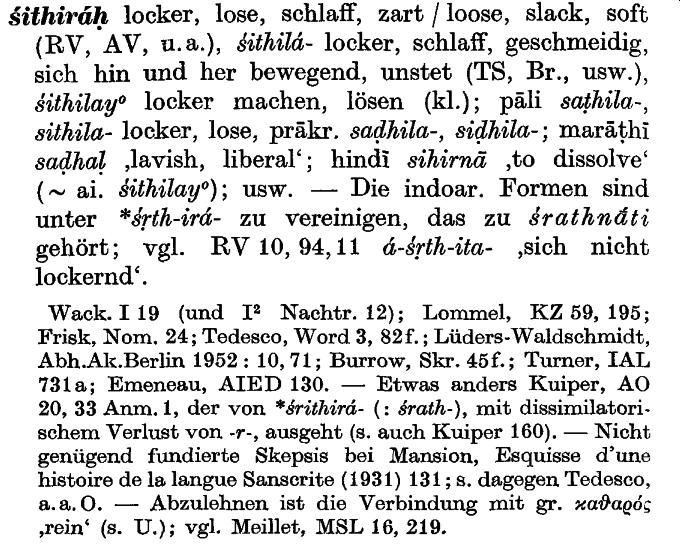 śithiráḥ locker, lose, schlaff, zart / loose, slack, soft
(RV, AV, u. a.), śithilá- locker, schlaff, geschmeidig,
sich hin und her bewegend, unstet (TS, Br., usw.),
śithilayº locker machen, lösen (kl.); pāli saṭhila-,
sithila- locker, lose, prākr. saḍhila-, siḍhila-; marāṭhī
saḍhaḷ ‚lavish, liberal‘; hindī sihirnā ‚to dissolve‘
(~ ai. śithilayº); usw. — Die indoar. Formen sind
unter *śṛth-irá- zu vereinigen, das zu śrathnā́ti
gehört; vgl. RV 10, 94, 11 á-śṛth-ita- ‚sich nicht
lockernd‘.
Wack. I 19 (und I² Nachtr. 12); Lommel, KZ 59, 195;
Frisk, Nom. 24; Tedesco, Word 3, 82f.; Lüders-Waldschmidt,
Abh.Ak.Berlin 1952 : 10, 71; Burrow, Skr. 45f.; Turner, IAL
731a; Emeneau, AIED 130. — Etwas anders Kuiper, AO
20, 33 Anm. 1, der von *śrithirá- (: śrath-), mit dissimilatori-
schem Verlust von -r-, ausgeht (s. auch Kuiper 160). — Nicht
genügend fundierte Skepsis bei Mansion, Esquisse d'une
histoire de la langue Sanscrite (1931) 131; s. dagegen Tedesco,
a. a. O. — Abzulehnen ist die Verbindung mit gr. καθαρός
‚rein‘ (s. U.); vgl. Meillet, MSL 16, 219.